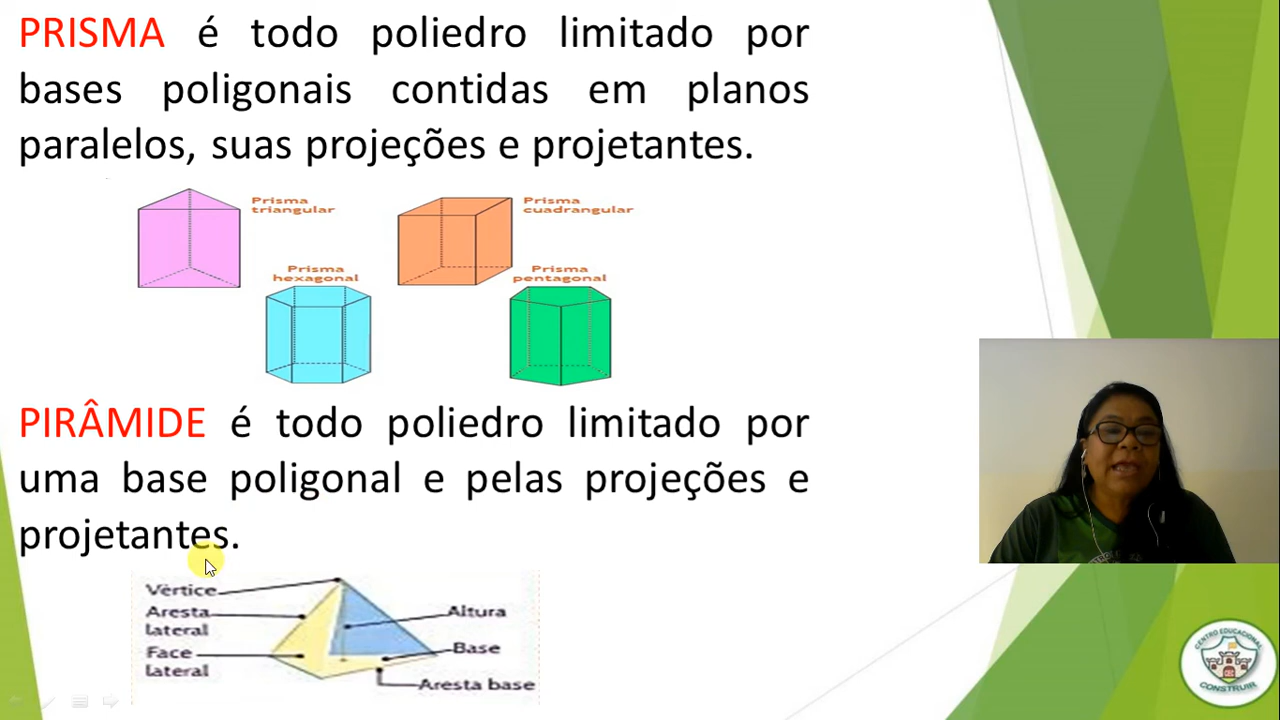 PRISMA é todo poliedro limitado por
bases poligonais contidas em planos
paralelos, suas projeções e projetantes.
Prisma
triangular
Prisma
cuadrangular
Prisma
hexagonal
Prisma
pentagonal
PIRÂMIDE é todo poliedro limitado por
uma base poligonal e pelas projeções e
projetantes.
Vértice
Aresta
lateral
Face
lateral
Altura
Base
Aresta base
CENTRO EDUCACIONAL
CONSTRUIR